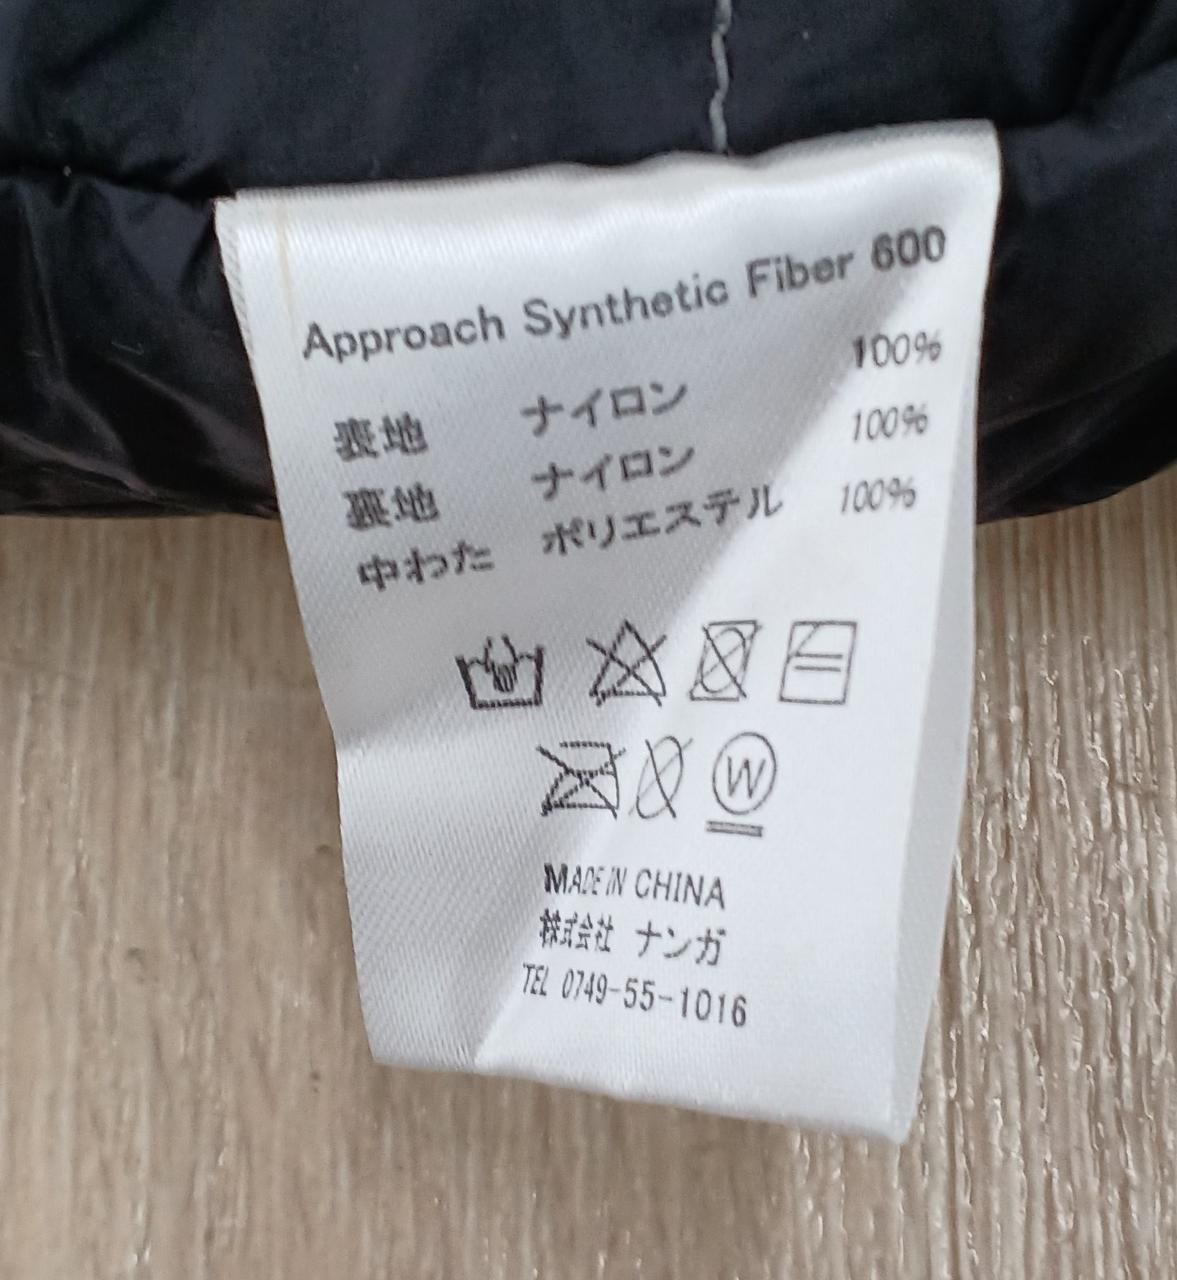 Approach Synthetic Fiber 600
表地 ナイロン 100%
裏地 ナイロン 100%
中わた ポリエステル 100%
W
MADE IN CHINA
株式会社 ナンガ
TEL 0749-55-1016